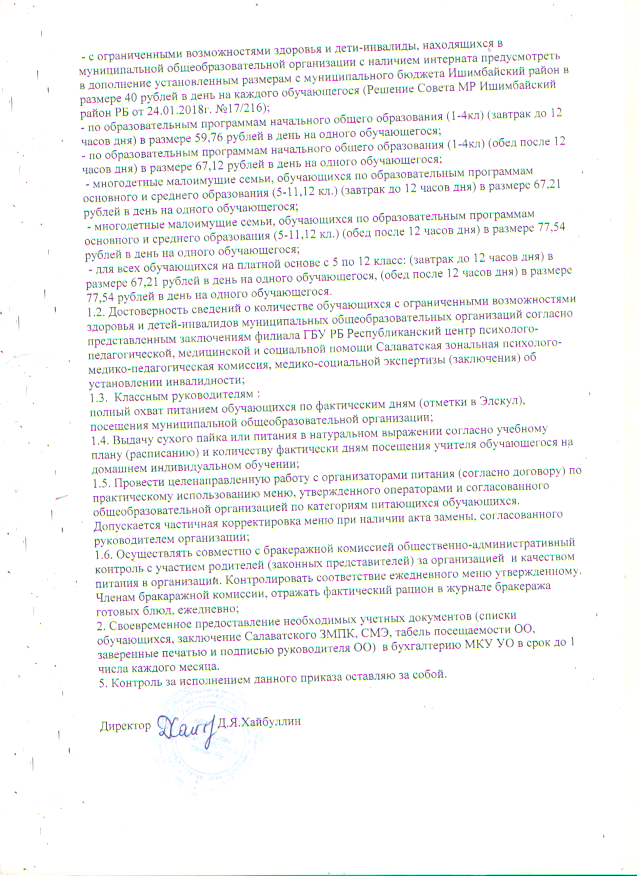 - с ограниченными возможностями здоровья и дети-инвалиды, находящихся в
муниципальной общеобразовательной организации с наличием интерната предусмотреть
в дополнение установленным размерам с муниципального бюджета Ишимбайский район в
размере 40 рублей в день на каждого обучающегося (Решение Совета МР Ишимбайский
район РБ от 24.01.2018г. №17/216);
- по образовательным программам начального общего образования (1-4кл) (завтрак до 12
часов дня) в размере 59,76 рублей в день на одного обучающегося;
- по образовательным программам начального общего образования (1-4кл) (обед после 12
часов дня) в размере 67,12 рублей в день на одного обучающегося;
- многодетные малоимущие семьи, обучающихся по образовательным программам
основного и среднего образования (5-11,12 кл.) (завтрак до 12 часов дня) в размере 67,21
рублей в день на одного обучающегося;
- многодетные малоимущие семьи, обучающихся по образовательным программам
основного и среднего образования (5-11,12 кл.) (обед после 12 часов дня) в размере 77,54
рублей в день на одного обучающегося;
- для всех обучающихся на платной основе с 5 по 12 класс: (завтрак до 12 часов дня) в
размере 67,21 рублей в день на одного обучающегося, (обед после 12 часов дня) в размере
77,54 рублей в день на одного обучающегося.
1.2. Достоверность сведений о количестве обучающихся с ограниченными возможностями
здоровья и детей-инвалидов муниципальных общеобразовательных организаций согласно
представленным заключениям филиала ГБУ РБ Республиканский центр психолого-
педагогической, медицинской и социальной помощи Салаватская зональная психолого-
медико-педагогическая комиссия, медико-социальной экспертизы (заключения) об
установлении инвалидности;
1.3. Классным руководителям :
полный охват питанием обучающихся по фактическим дням (отметки в Элскул),
посещения муниципальной общеобразовательной организации;
1.4. Выдачу сухого пайка или питания в натуральном выражении согласно учебному
плану (расписанию) и количеству фактически дням посещения учителя обучающегося на
домашнем индивидуальном обучении;
1.5. Провести целенаправленную работу с организаторами питания (согласно договору) по
практическому использованию меню, утвержденного операторами и согласованного
общеобразовательной организацией по категориям питающихся обучающихся.
Допускается частичная корректировка меню при наличии акта замены, согласованного
руководителем организации;
1.6. Осуществлять совместно с бракеражной комиссией общественно-административный
контроль с участием родителей (законных представителей) за организацией и качеством
питания в организаций. Контролировать соответствие ежедневного меню утвержденному.
Членам бракаражной комиссии, отражать фактический рацион в журнале бракеража
готовых блюд, ежедневно;
2. Своевременное предоставление необходимых учетных документов (списки
обучающихся, заключение Салаватского ЗМПК, СМЭ, табель посещаемости ОО,
заверенные печатью и подписью руководителя ОО) в бухгалтерию МКУ УО в срок до 1
числа каждого месяца.
5. Контроль за исполнением данного приказа оставляю за собой.
Директор Д.Я.Хайбуллин